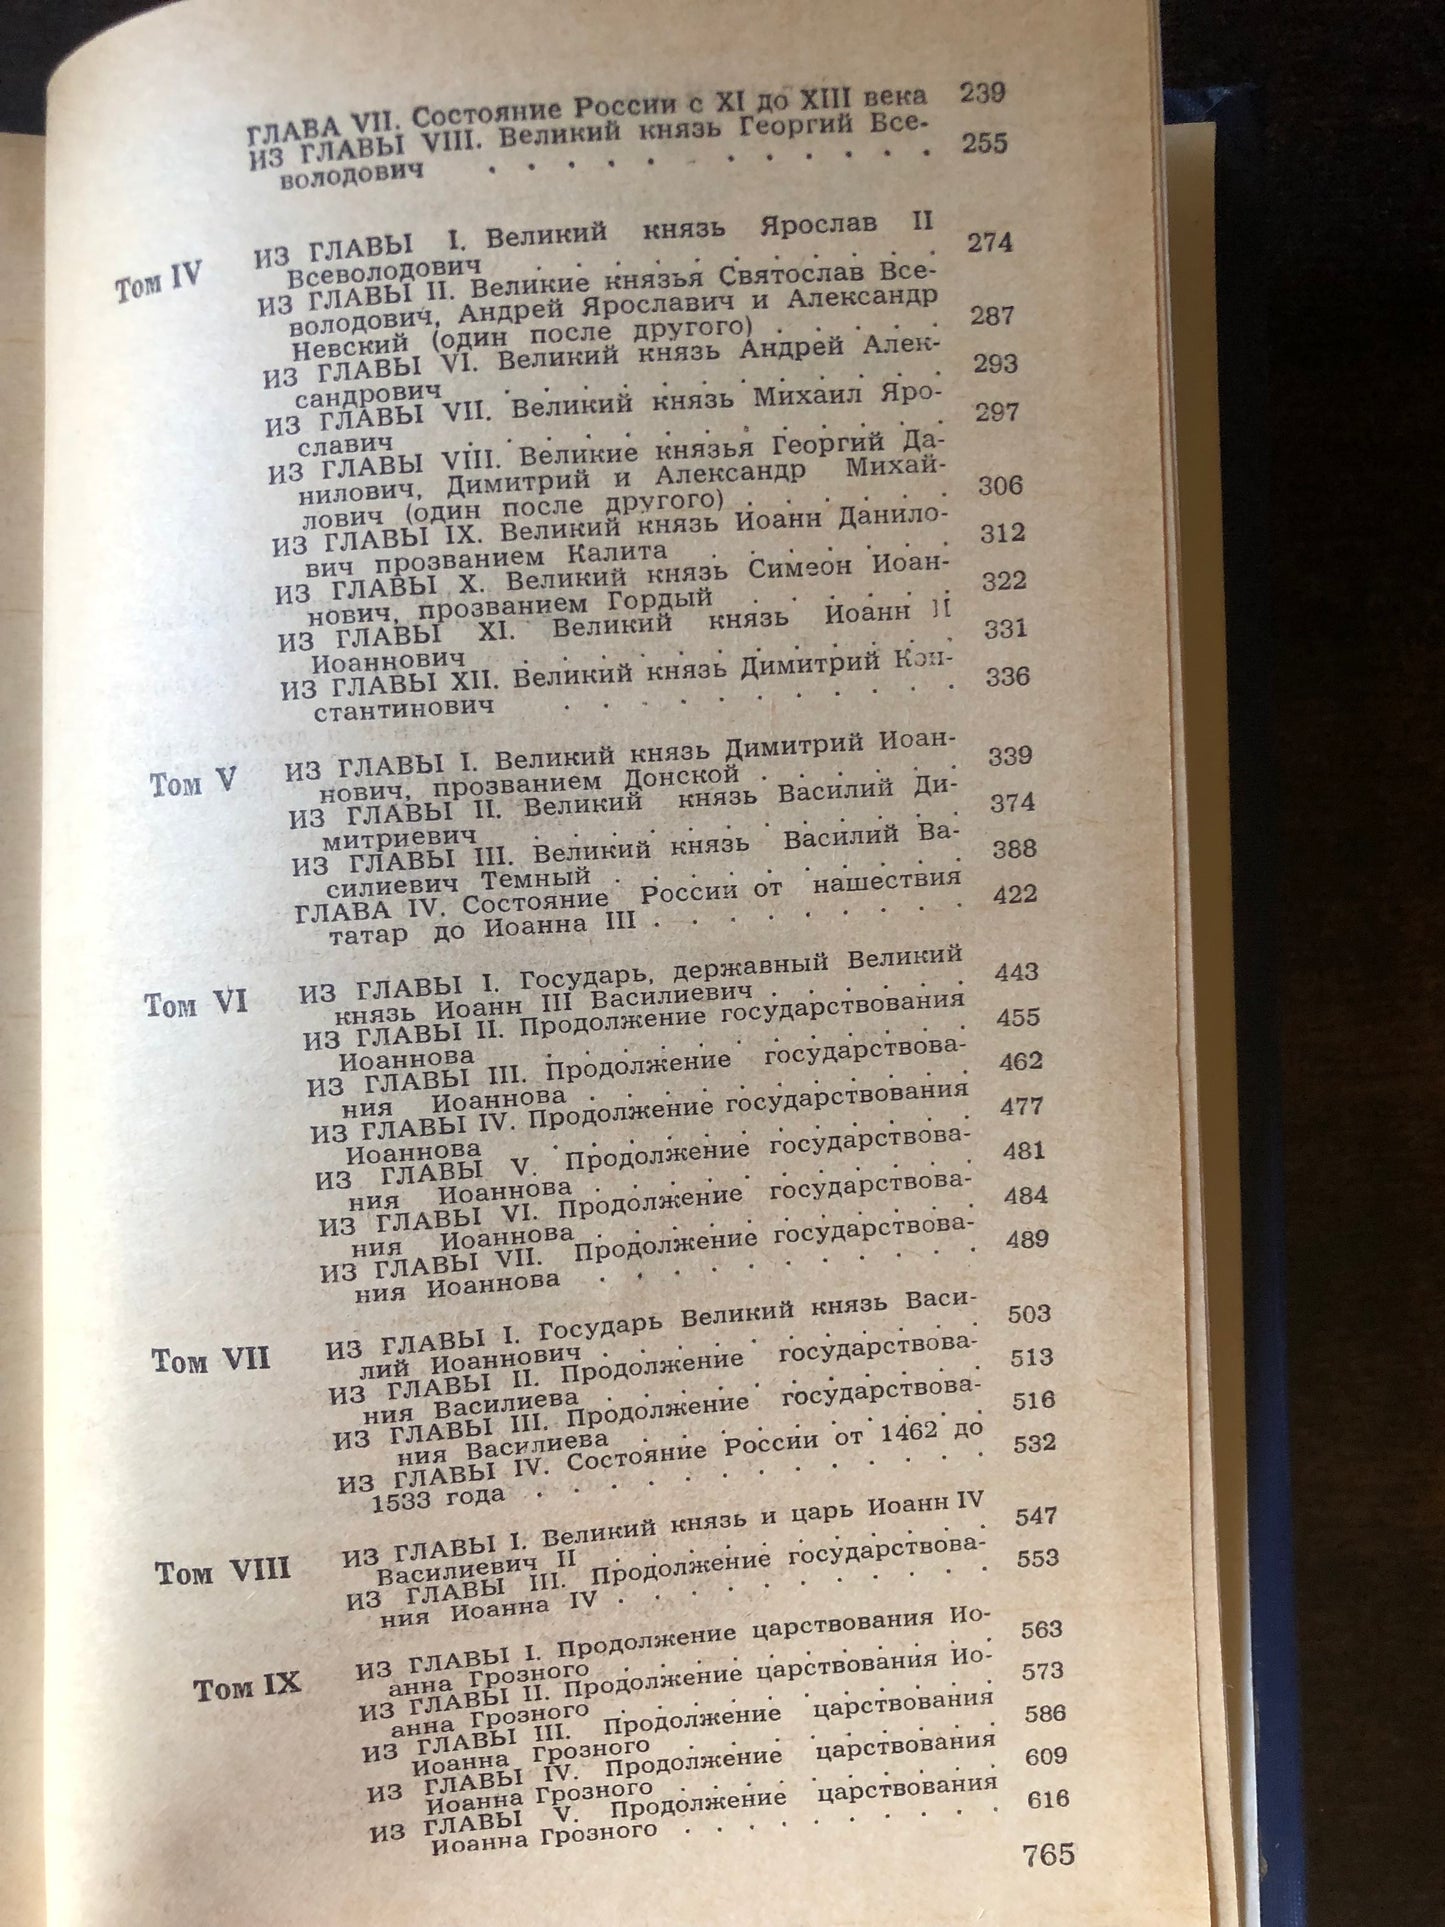 ГЛАВА VII. Состояние России с XI до XIII века 239
ИЗ ГЛАВЫ VIII. Великий князь Георгий Все-
володович . . . . . . . . . . . . 255
Том IV ИЗ ГЛАВЫ I. Великий князь Ярослав II
Всеволодович . . . . . . . . . . . 274
ИЗ ГЛАВЫ II. Великие князья Святослав Все-
володович, Андрей Ярославич и Александр
Невский (один после другого) . . . . . 287
ИЗ ГЛАВЫ VI. Великий князь Андрей Алек-
сандрович . . . . . . . . . . . . 293
ИЗ ГЛАВЫ VII. Великий князь Михаил Яро-
славич . . . . . . . . . . . . . 297
ИЗ ГЛАВЫ VIII. Великие князья Георгий Да-
нилович, Димитрий и Александр Михай-
лович (один после другого) . . . . . . 306
ИЗ ГЛАВЫ IX. Великий князь Иоанн Данило-
вич прозванием Калита . . . . . . . 312
ИЗ ГЛАВЫ X. Великий князь Симеон Иоан-
нович, прозванием Гордый . . . . . . 322
ИЗ ГЛАВЫ XI. Великий князь Иоанн II
Иоаннович . . . . . . . . . . . . 331
ИЗ ГЛАВЫ XII. Великий князь Димитрий Кон-
стантинович . . . . . . . . . . . 336
Том V ИЗ ГЛАВЫ I. Великий князь Димитрий Иоан-
нович, прозванием Донской . . . . . . 339
ИЗ ГЛАВЫ II. Великий князь Василий Ди-
митриевич . . . . . . . . . . . . 374
ИЗ ГЛАВЫ III. Великий князь Василий Ва-
силиевич Темный . . . . . . . . . 388
ГЛАВА IV. Состояние России от нашествия
татар до Иоанна III . . . . . . . . . 422
Том VI ИЗ ГЛАВЫ I. Государь, державный Великий
князь Иоанн III Василиевич . . . . . . 443
ИЗ ГЛАВЫ II. Продолжение государствования
Иоаннова . . . . . . . . . . . . 455
ИЗ ГЛАВЫ III. Продолжение государствова-
ния Иоаннова . . . . . . . . . . 462
ИЗ ГЛАВЫ IV. Продолжение государствования
Иоаннова . . . . . . . . . . . . 477
ИЗ ГЛАВЫ V. Продолжение государствова-
ния Иоаннова . . . . . . . . . . 481
ИЗ ГЛАВЫ VI. Продолжение государствова-
ния Иоаннова . . . . . . . . . . 484
ИЗ ГЛАВЫ VII. Продолжение государствова-
ния Иоаннова . . . . . . . . . . . 489
Том VII ИЗ ГЛАВЫ I. Государь Великий князь Васи-
лий Иоаннович . . . . . . . . . . 503
ИЗ ГЛАВЫ II. Продолжение государствова-
ния Василиева . . . . . . . . . . 513
ИЗ ГЛАВЫ III. Продолжение государствова-
ния Василиева . . . . . . . . . . 516
ИЗ ГЛАВЫ IV. Состояние России от 1462 до
1533 года . . . . . . . . . . . . 532
Том VIII ИЗ ГЛАВЫ I. Великий князь и царь Иоанн IV
Василиевич II . . . . . . . . . . . 547
ИЗ ГЛАВЫ III. Продолжение государствова-
ния Иоанна IV . . . . . . . . . . 553
Том IX ИЗ ГЛАВЫ I. Продолжение царствования Ио-
анна Грозного . . . . . . . . . . 563
ИЗ ГЛАВЫ II. Продолжение царствования Ио-
анна Грозного . . . . . . . . . . 573
ИЗ ГЛАВЫ III. Продолжение царствования
Иоанна Грозного . . . . . . . . . 586
ИЗ ГЛАВЫ IV. Продолжение царствования
Иоанна Грозного . . . . . . . . . 609
ИЗ ГЛАВЫ V. Продолжение царствования
Иоанна Грозного . . . . . . . . . 616
765